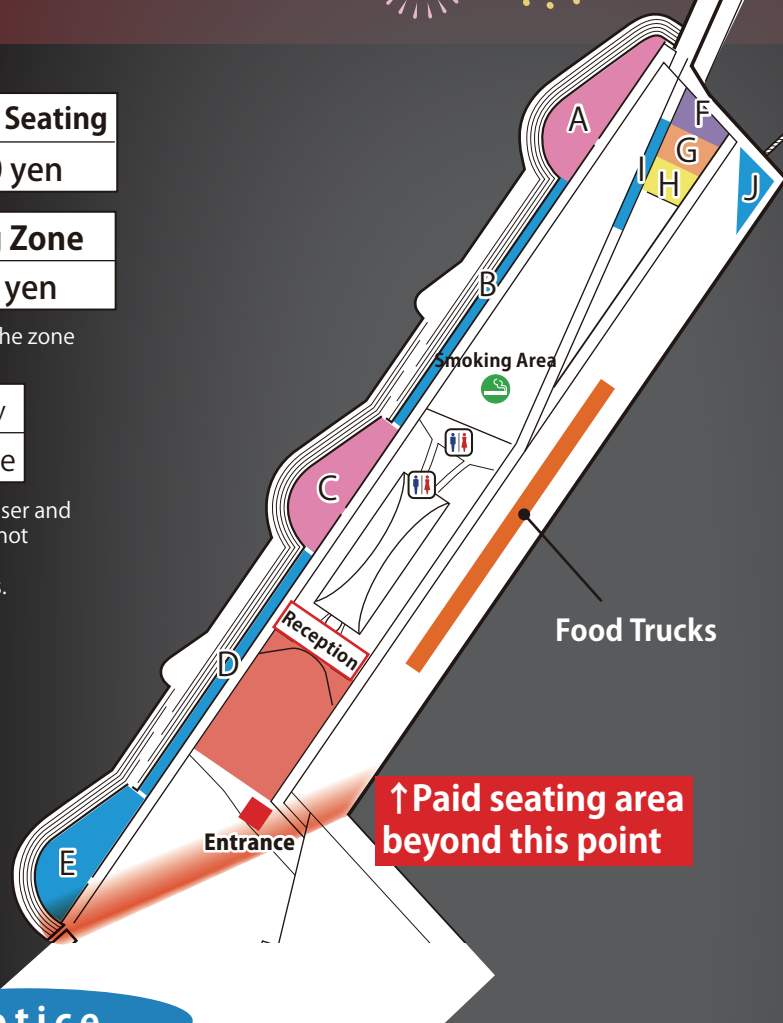 Seating
yen
Zone
yen
he zone
ser and
not
A
F
G
I
H
J
B
Smoking Area
C
Food Trucks
Reception
D
↑Paid seating area
beyond this point
Entrance
E